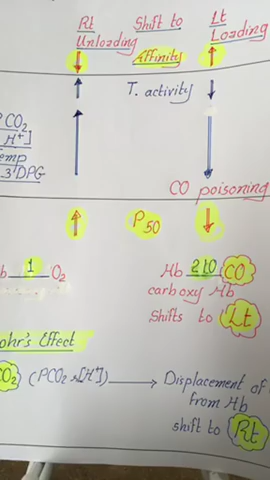 Rt Shift to Lt
Unloading Affinity Loading
T. activity
PCO2
H+]
emp
3'DPG
CO poisoning
P50
b 1 O2
Hb 210 CO
carboxy Hb
Shifts to Lt
ohr's Effect
CO2 (PCO2 [H+]) Displacement of
from Hb
shift to Rt